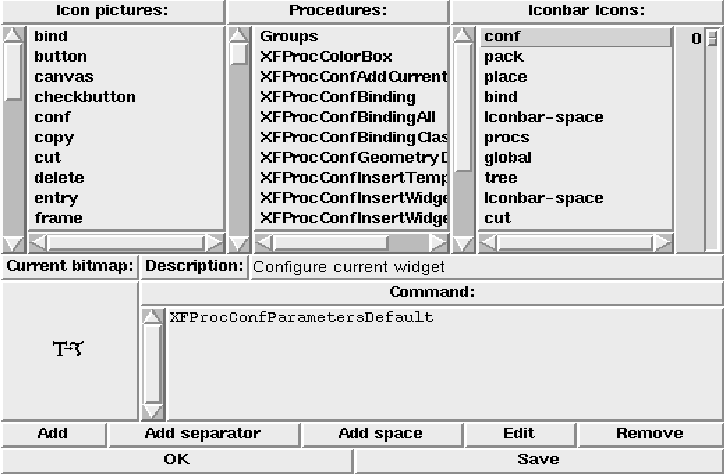 Icon pictures:
Procedures:
Iconbar Icons:
bind
button
canvas
checkbutton
conf
copy
cut
delete
entry
frame
Groups
XFProcColorBox
XFProcConfAddCurrent
XFProcConfBinding
XFProcConfBindingAll
XFProcConfBindingClas
XFProcConfGeometry
XFProcConfInsertTemp
XFProcConfInsertWidge
XFProcConfInsertWidge
conf
pack
place
bind
Iconbar-space
procs
global
tree
Iconbar-space
cut
0
Current bitmap:
Description: Configure current widget
Command:
XFProcConfParametersDefault
Add
Add separator
Add space
Edit
Remove
OK
Save